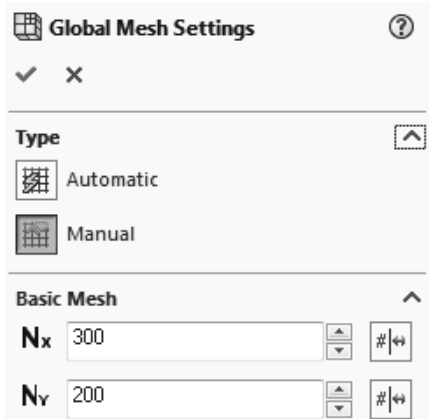 Global Mesh Settings
Type
Automatic
Manual
Basic Mesh
Nx 300
NY 200